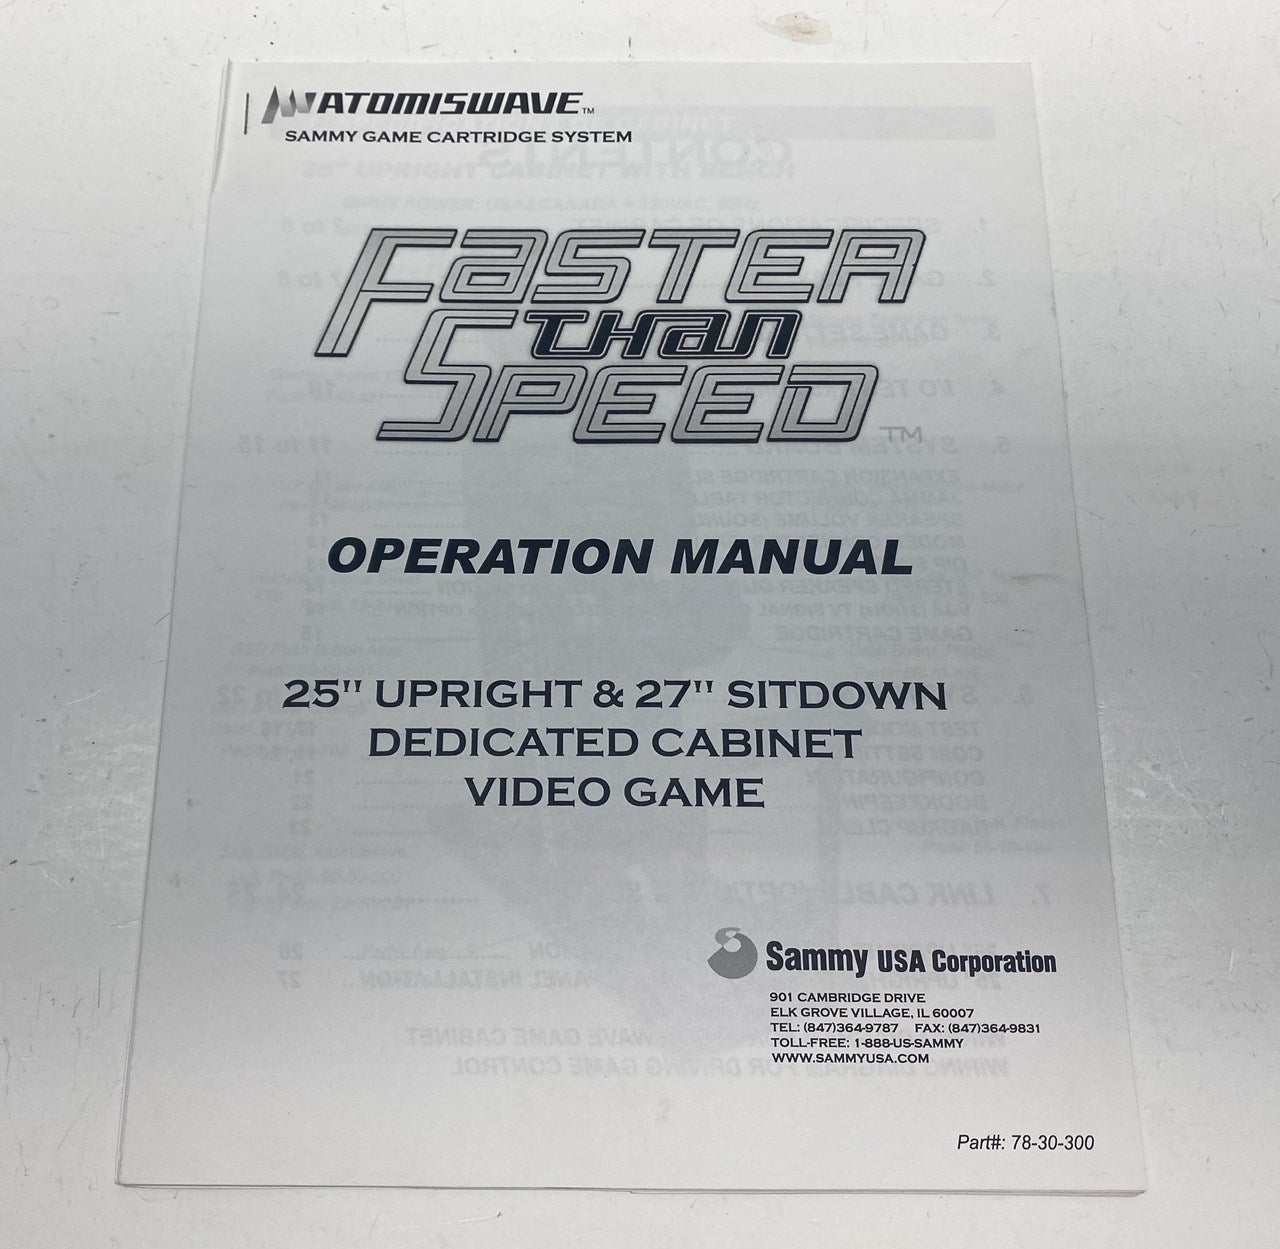 ATOMISWAVE™
SAMMY GAME CARTRIDGE SYSTEM
FASTER
THAN
SPEED™
OPERATION MANUAL
25" UPRIGHT & 27" SITDOWN
DEDICATED CABINET
VIDEO GAME
Sammy USA Corporation
901 CAMBRIDGE DRIVE
ELK GROVE VILLAGE, IL 60007
TEL: (847)364-9787 FAX: (847)364-9831
TOLL-FREE: 1-888-US-SAMMY
WWW.SAMMYUSA.COM
Part#: 78-30-300